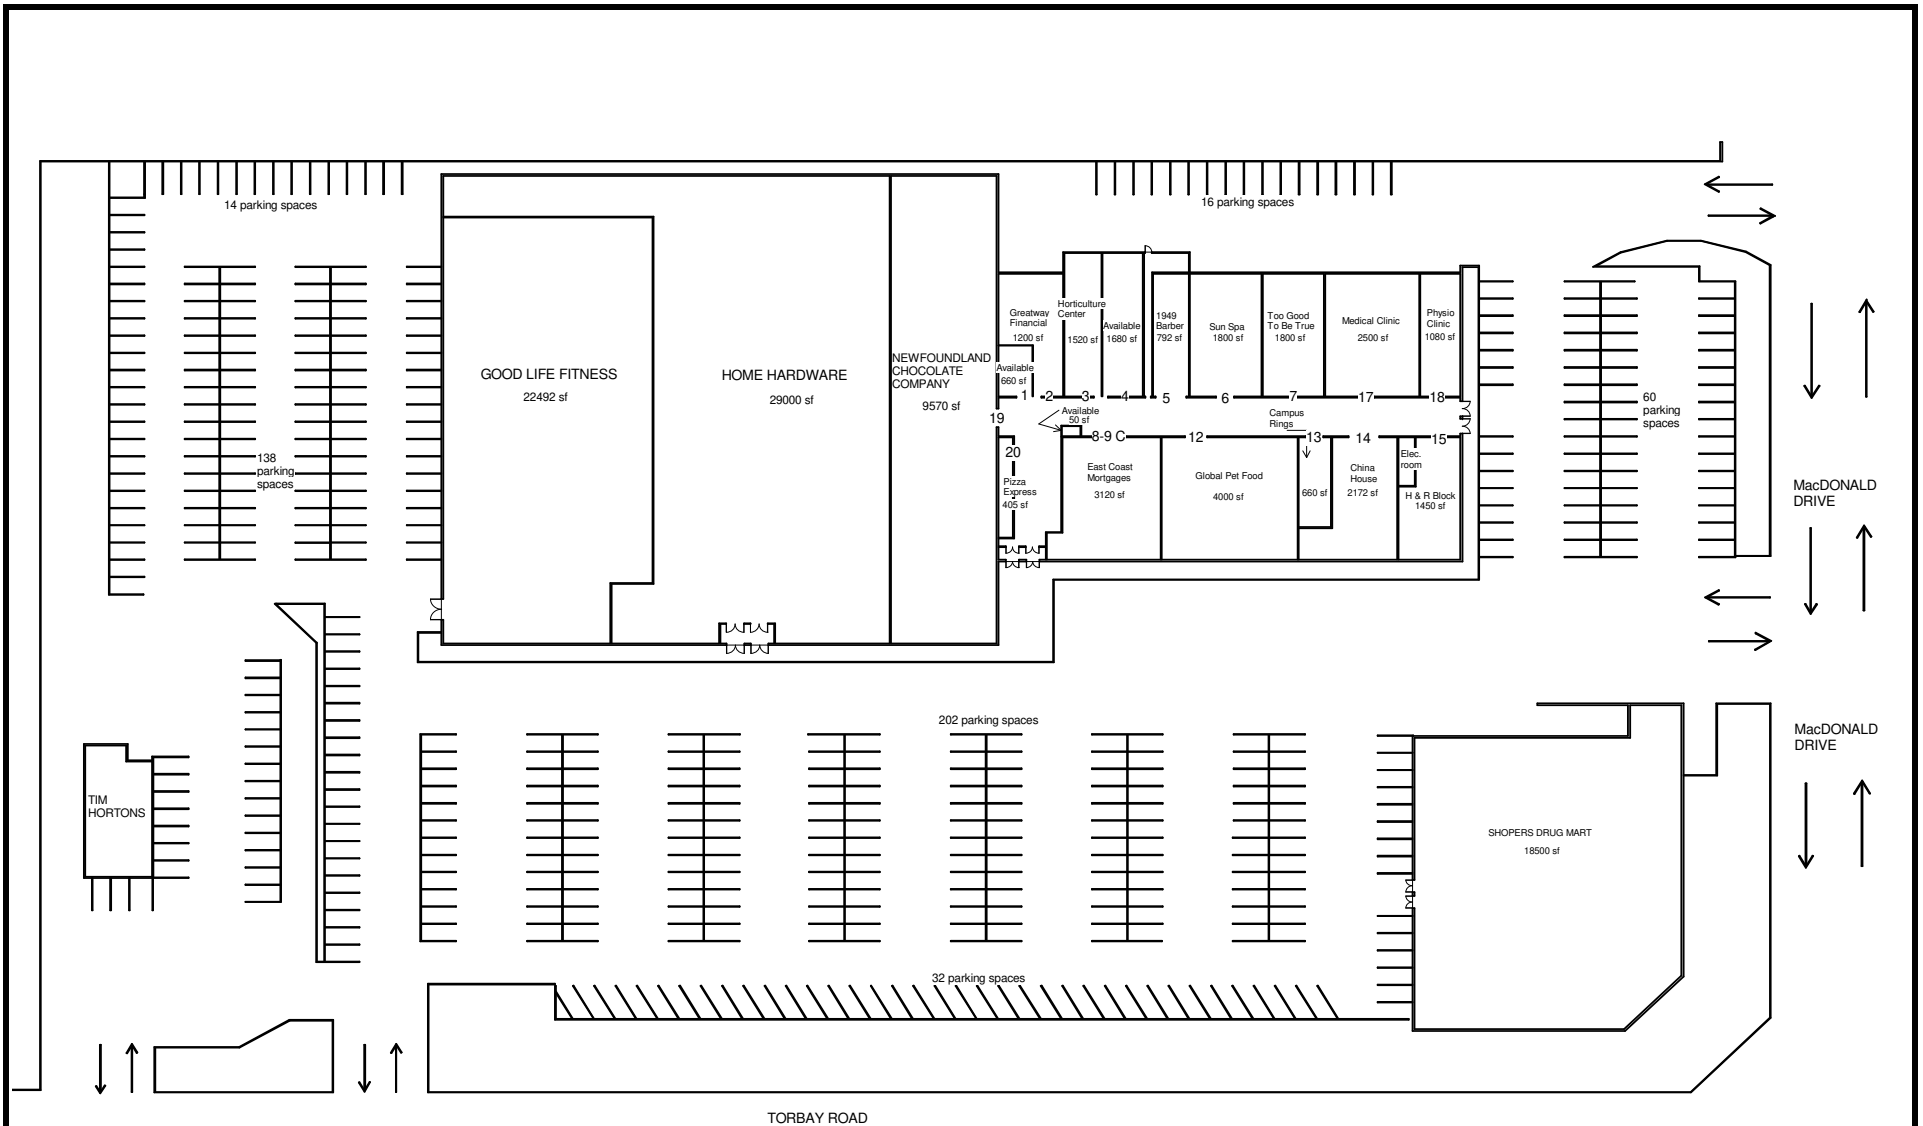 14 parking spaces
16 parking spaces
GOOD LIFE FITNESS
22492 sf
HOME HARDWARE
29000 sf
NEWFOUNDLAND
CHOCOLATE
COMPANY
9570 sf
Greatway
Financial
1200 sf
Horticulture
Center
1520 sf
Available
1680 sf
1949
Barber
792 sf
Sun Spa
1800 sf
Too Good
To Be True
1800 sf
Medical Clinic
2500 sf
Physio
Clinic
1080 sf
Available
660 sf
1
2
3
4
5
6
7
17
18
19
Available
50 sf
Campus
Rings
8-9 C
12
13
14
15
20
Pizza
Express
405 sf
East Coast
Mortgages
3120 sf
Global Pet Food
4000 sf
660 sf
China
House
2172 sf
Elec.
room
H & R Block
1450 sf
60
parking
spaces
138
parking
spaces
MacDONALD
DRIVE
202 parking spaces
MacDONALD
DRIVE
TIM
HORTONS
SHOPERS DRUG MART
18500 sf
32 parking spaces
TORBAY ROAD